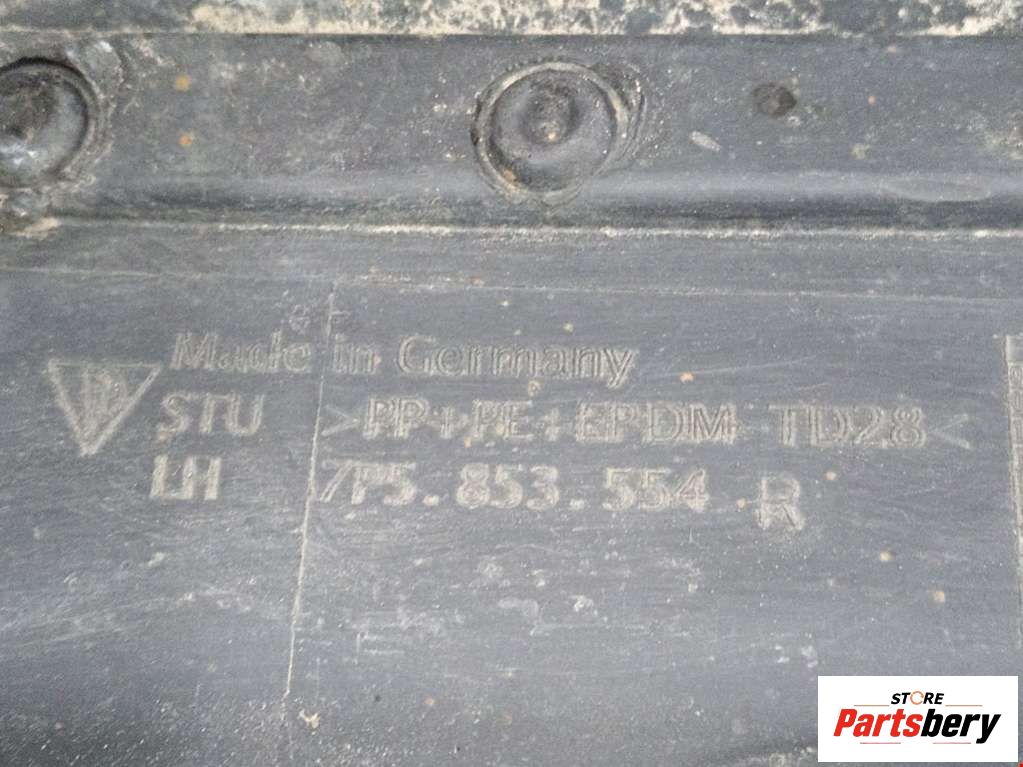 Made in Germany
STU >PP+PE+EPDM TD28<
LH 7P5.853.554 R
STORE
Partsbery